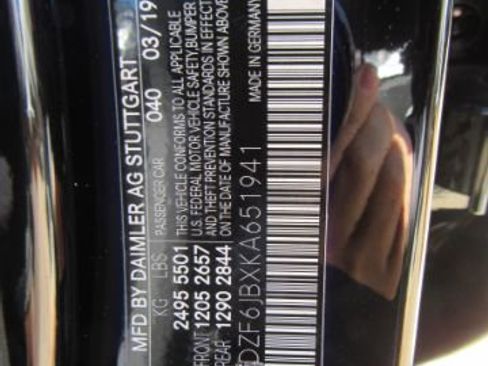 MFD BY DAIMLER AG STUTTGART
KG LBS PASSENGER CAR 040 03/19
2495 5501
FRONT 1205 2657
REAR 1290 2844
THIS VEHICLE CONFORMS TO ALL APPLICABLE
U.S. FEDERAL MOTOR VEHICLE SAFETY, BUMPER
AND THEFT PREVENTION STANDARDS IN EFFECT
ON THE DATE OF MANUFACTURE SHOWN ABOVE
DZF6JBXKA651941 MADE IN GERMANY